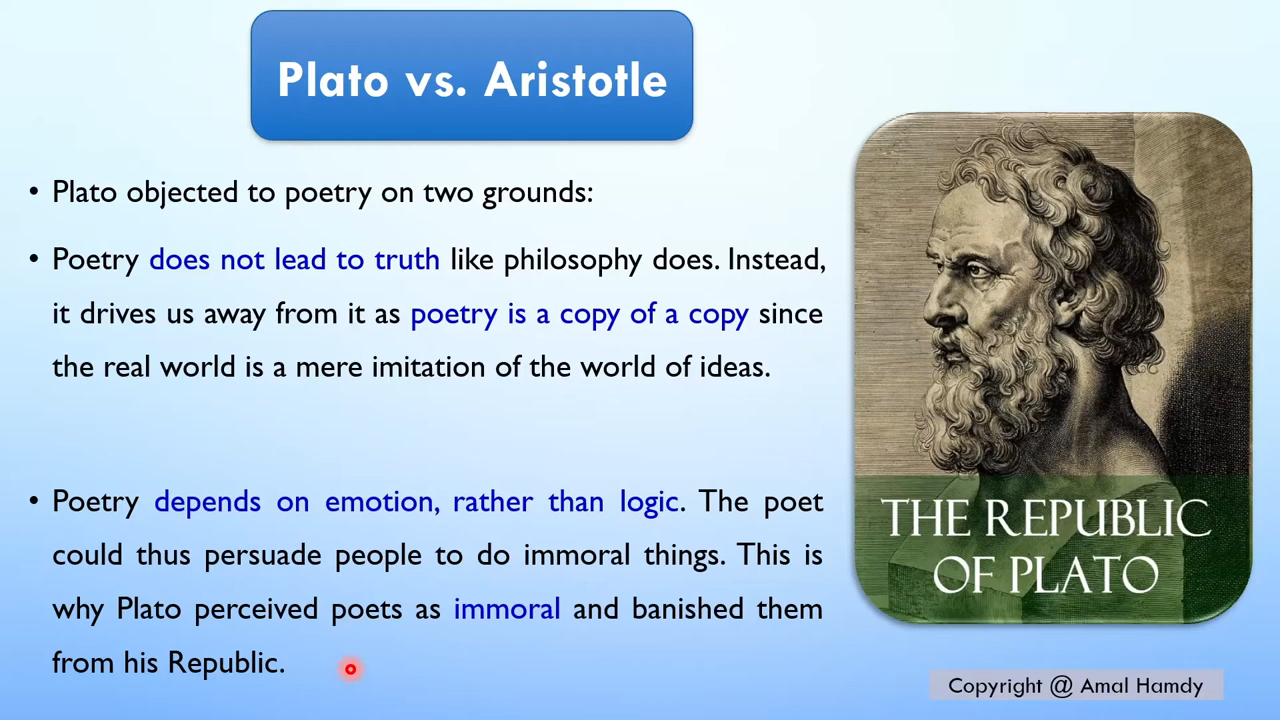 Plato vs. Aristotle
• Plato objected to poetry on two grounds:
• Poetry does not lead to truth like philosophy does. Instead,
it drives us away from it as poetry is a copy of a copy since
the real world is a mere imitation of the world of ideas.
• Poetry depends on emotion, rather than logic. The poet
could thus persuade people to do immoral things. This is
why Plato perceived poets as immoral and banished them
from his Republic.
THE REPUBLIC
OF PLATO
Copyright @ Amal Hamdy